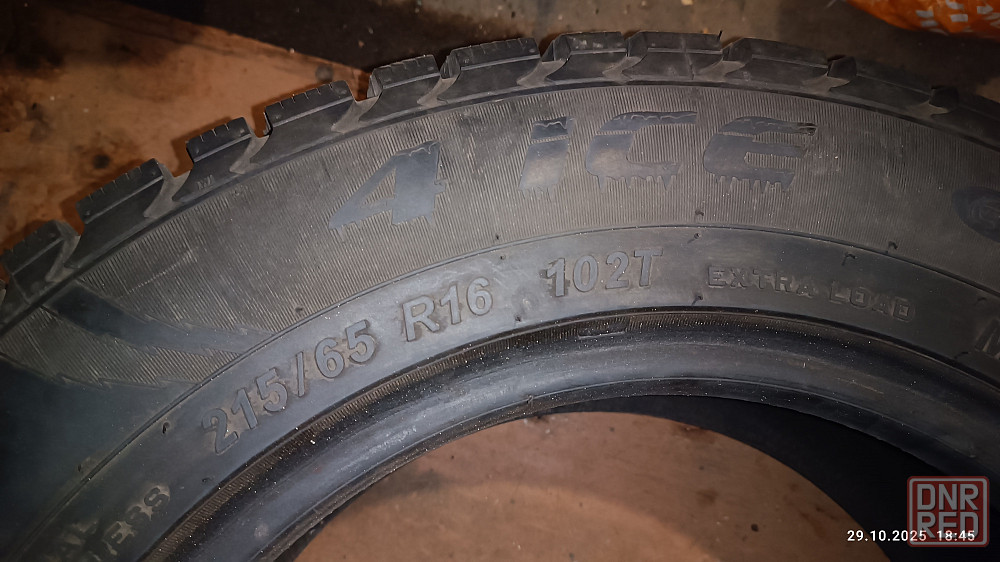 4 ICE
215/65 R16 102T EXTRA LOAD
DNR
RED
29.10.2025 18:45